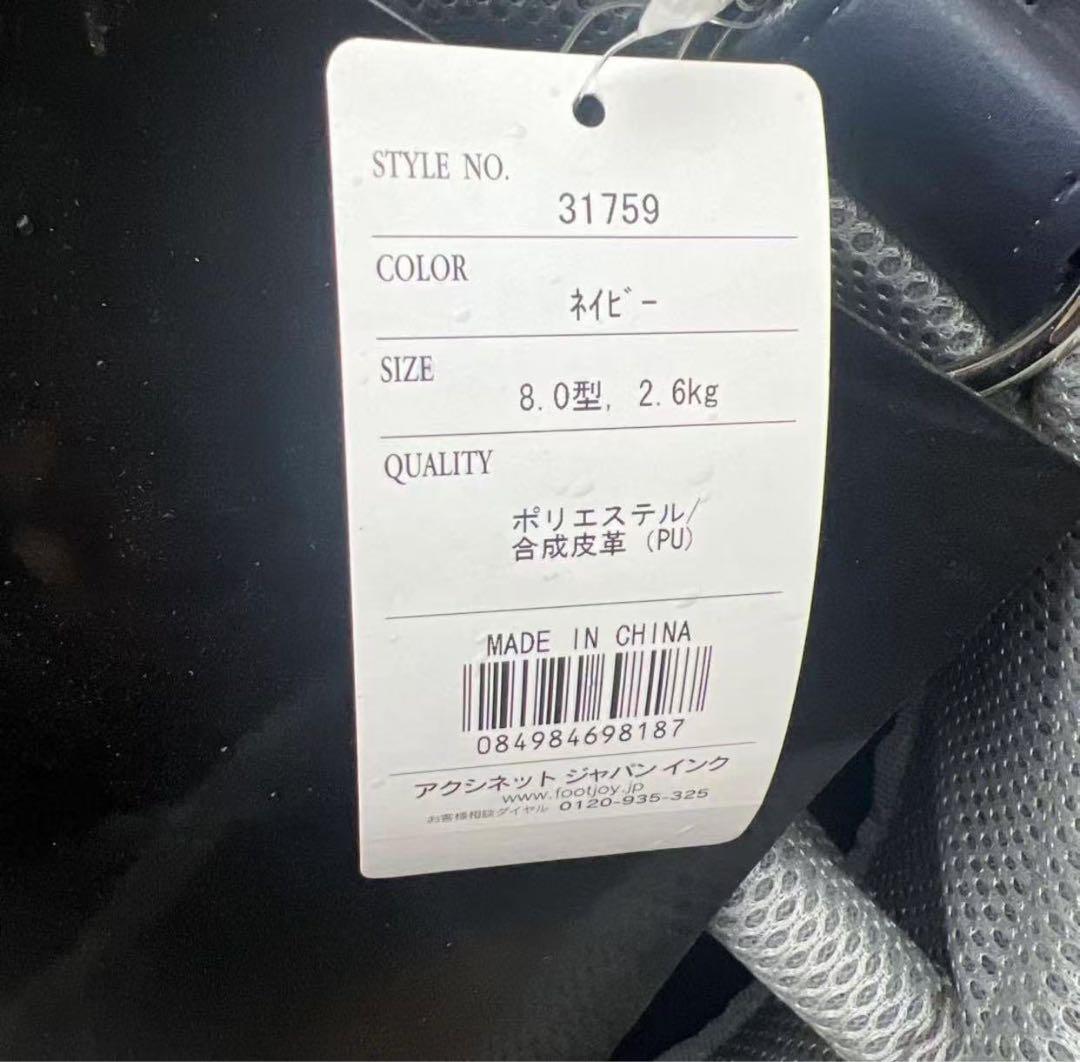 STYLE NO.
31759
COLOR
ﾈｲﾋﾞｰ
SIZE
8.0型, 2.6kg
QUALITY
ポリエステル/
合成皮革 (PU)
MADE IN CHINA
084984698187
アクシネット ジャパン インク
www.footjoy.jp
お客様相談ダイヤル 0120-935-325